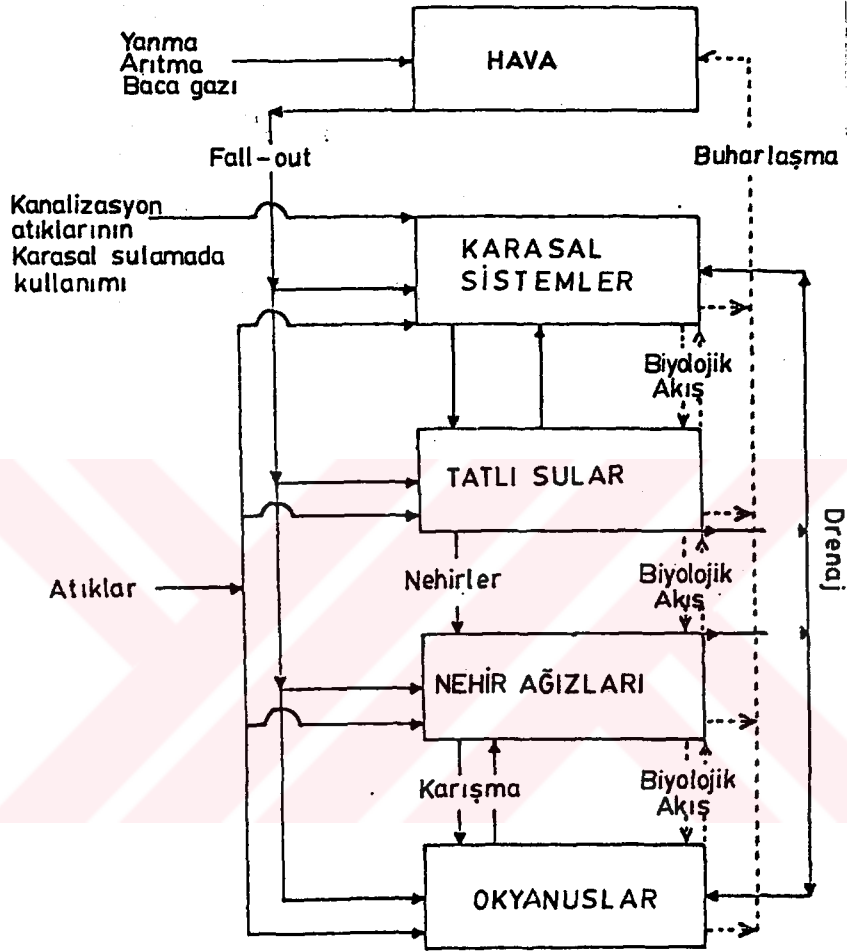 Yanma
Arıtma
Baca gazı
HAVA
Fall-out
Buharlaşma
Kanalizasyon
atıklarının
Karasal sulamada
kullanımı
KARASAL
SİSTEMLER
Biyolojik
Akış
TATLI SULAR
Drenaj
Atıklar
Nehirler
Biyolojik
Akış
NEHİR AĞIZLARI
Karışma
Biyolojik
Akış
OKYANUSLAR